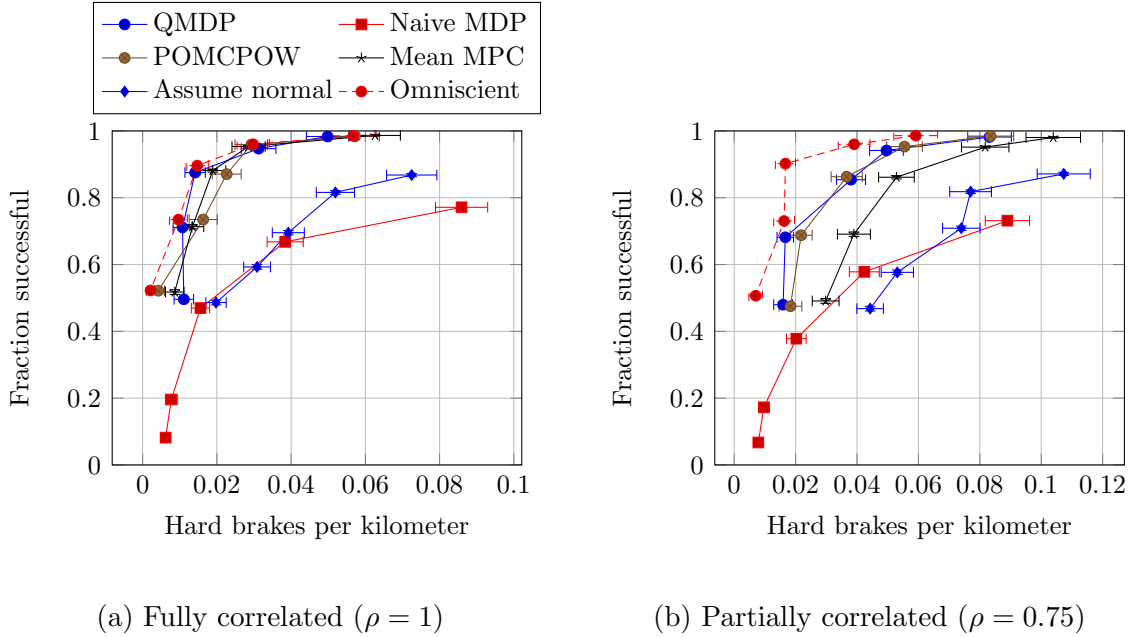 QMDP Naive MDP
POMCPOW Mean MPC
Assume normal Omniscient
1 1
0.8 0.8
0.6 0.6
0.4 0.4
0.2 0.2
0 0
Fraction successful Fraction successful
0 0.02 0.04 0.06 0.08 0.1 0 0.02 0.04 0.06 0.08 0.1 0.12
Hard brakes per kilometer Hard brakes per kilometer
(a) Fully correlated (ρ = 1) (b) Partially correlated (ρ = 0.75)